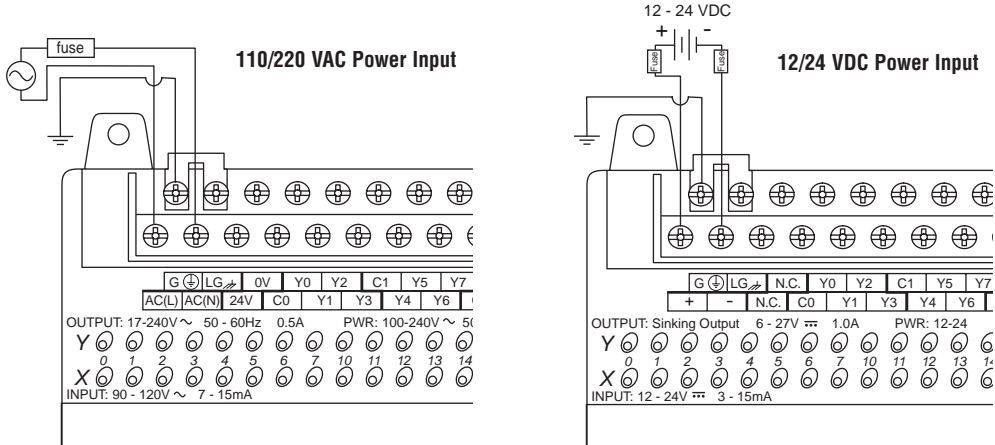 fuse
110/220 VAC Power Input
G LG 0V Y0 Y2 C1 Y5 Y7
AC(L) AC(N) 24V C0 Y1 Y3 Y4 Y6
OUTPUT: 17-240V ~ 50 - 60Hz 0.5A PWR: 100-240V ~ 50
Y
0 1 2 3 4 5 6 7 10 11 12 13 14
X
INPUT: 90 - 120V ~ 7 - 15mA
12 - 24 VDC
+ -
Fuse Fuse
12/24 VDC Power Input
G LG N.C. Y0 Y2 C1 Y5 Y7
+ - N.C. C0 Y1 Y3 Y4 Y6
OUTPUT: Sinking Output 6 - 27V 1.0A PWR: 12-24
Y
0 1 2 3 4 5 6 7 10 11 12 13
X
INPUT: 12 - 24V 3 - 15mA